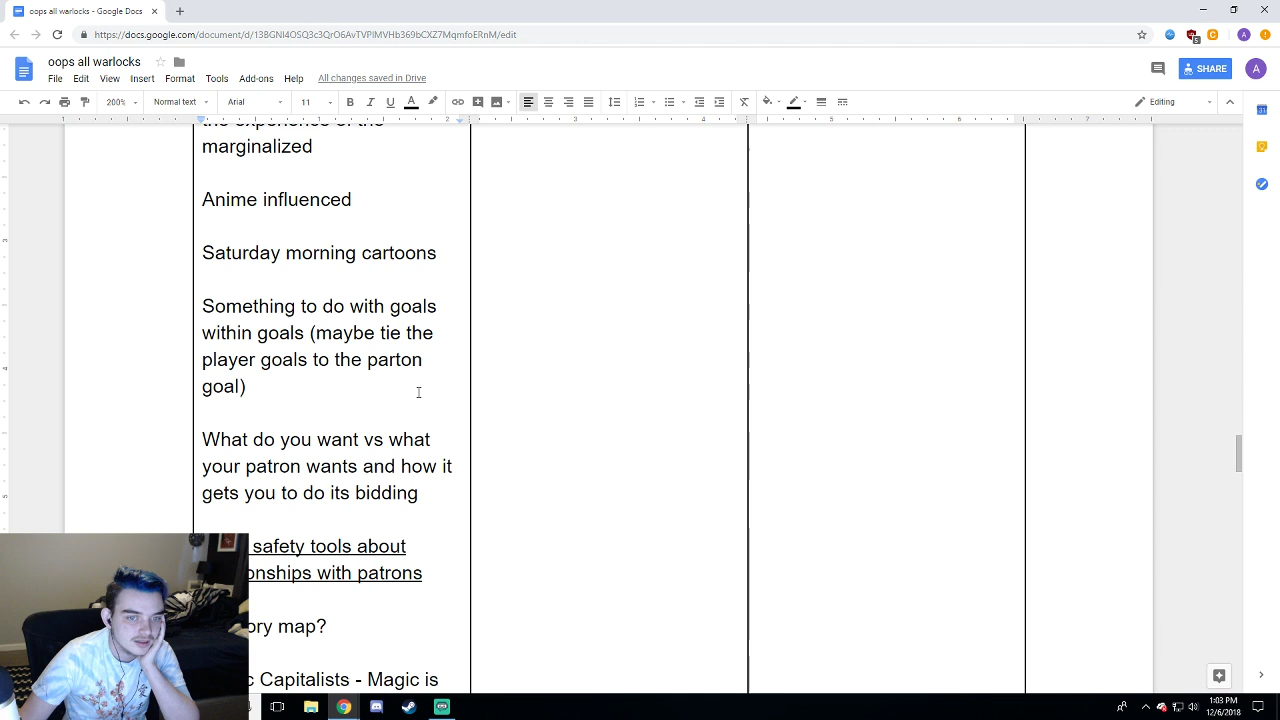 oops all warlocks - Google Docs
https://docs.google.com/document/d/138GNI4OSQ3c3QrO6AvTVPlMVHb369bCXZ7MqmfoERnM/edit
oops all warlocks
File Edit View Insert Format Tools Add-ons Help All changes saved in Drive
SHARE
A
200% Normal text Arial 11 Editing
marginalized
Anime influenced
Saturday morning cartoons
Something to do with goals
within goals (maybe tie the
player goals to the parton
goal)
What do you want vs what
your patron wants and how it
gets you to do its bidding
safety tools about
onships with patrons
ory map?
c Capitalists - Magic is
1:03 PM
12/6/2018